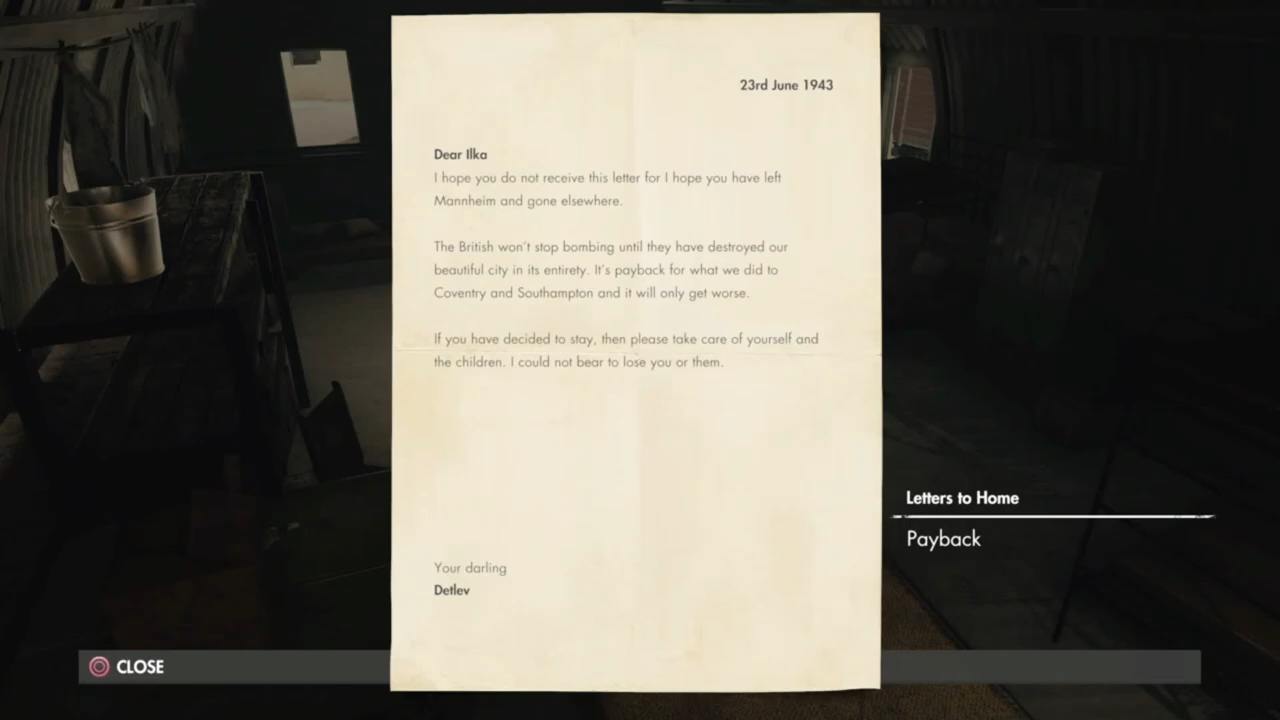 23rd June 1943
Dear Ilka
I hope you do not receive this letter for I hope you have left
Mannheim and gone elsewhere.
The British won't stop bombing until they have destroyed our
beautiful city in its entirety. It's payback for what we did to
Coventry and Southampton and it will only get worse.
If you have decided to stay, then please take care of yourself and
the children. I could not bear to lose you or them.
Your darling
Detlev
Letters to Home
Payback
CLOSE